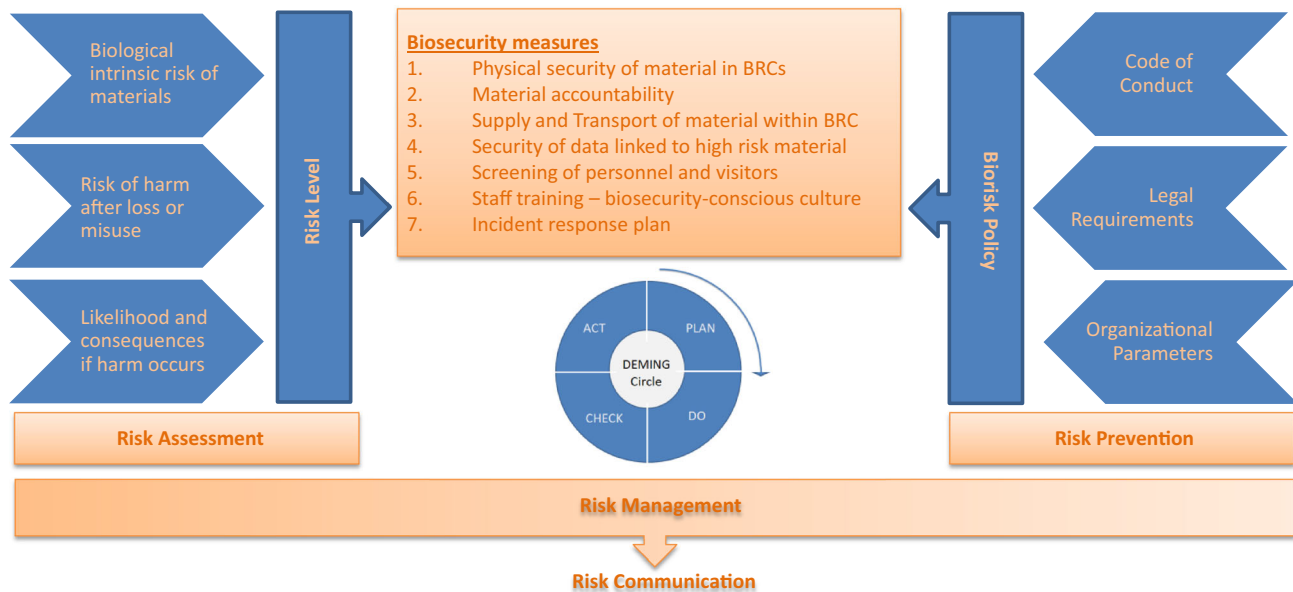 Biological
intrinsic risk of
materials
Risk of harm
after loss or
misuse
Likelihood and
consequences
if harm occurs
Risk Level
Risk Assessment
Biosecurity measures
1. Physical security of material in BRCs
2. Material accountability
3. Supply and Transport of material within BRC
4. Security of data linked to high risk material
5. Screening of personnel and visitors
6. Staff training – biosecurity-conscious culture
7. Incident response plan
ACT
PLAN
DEMING
Circle
CHECK
DO
Biorisk Policy
Code of
Conduct
Legal
Requirements
Organizational
Parameters
Risk Prevention
Risk Management
Risk Communication